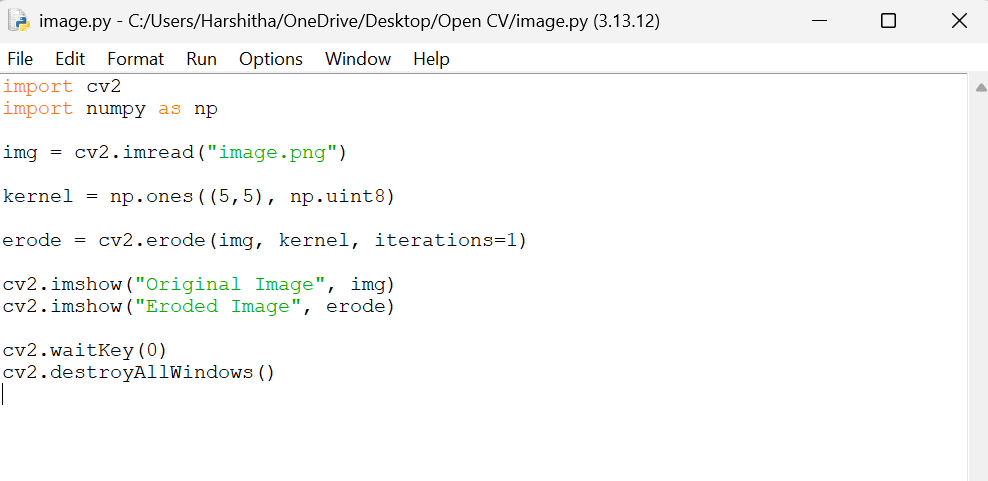 image.py - C:/Users/Harshitha/OneDrive/Desktop/Open CV/image.py (3.13.12)
File Edit Format Run Options Window Help
import cv2
import numpy as np

img = cv2.imread("image.png")

kernel = np.ones((5,5), np.uint8)

erode = cv2.erode(img, kernel, iterations=1)

cv2.imshow("Original Image", img)
cv2.imshow("Eroded Image", erode)

cv2.waitKey(0)
cv2.destroyAllWindows()